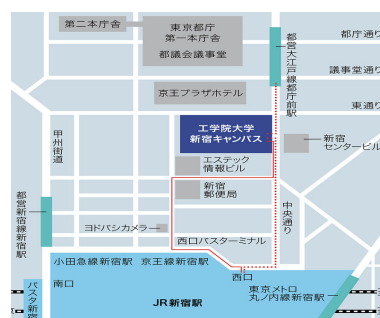 第二本庁舎
東京都庁
第一本庁舎
都議会議事堂
都庁通り
都営大江戸線都庁前駅
議事堂通り
京王プラザホテル
東通り
工学院大学
新宿キャンパス
新宿
センタービル
甲州街道
エステック
情報ビル
新宿
郵便局
都営新宿線新宿駅
中央通り
ヨドバシカメラ
西口バスターミナル
小田急線新宿駅 京王線新宿駅
西口
南口
東京メトロ
丸ノ内線新宿駅
バスタ新宿
JR新宿駅